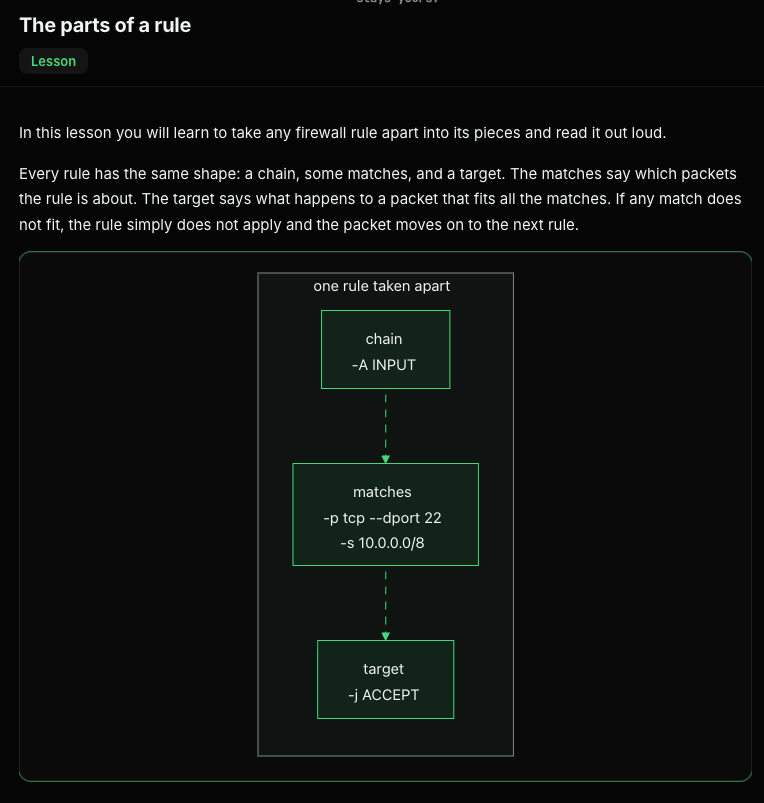 The parts of a rule
Lesson
In this lesson you will learn to take any firewall rule apart into its pieces and read it out loud.
Every rule has the same shape: a chain, some matches, and a target. The matches say which packets
the rule is about. The target says what happens to a packet that fits all the matches. If any match does
not fit, the rule simply does not apply and the packet moves on to the next rule.
one rule taken apart
chain
-A INPUT
matches
-p tcp --dport 22
-s 10.0.0.0/8
target
-j ACCEPT